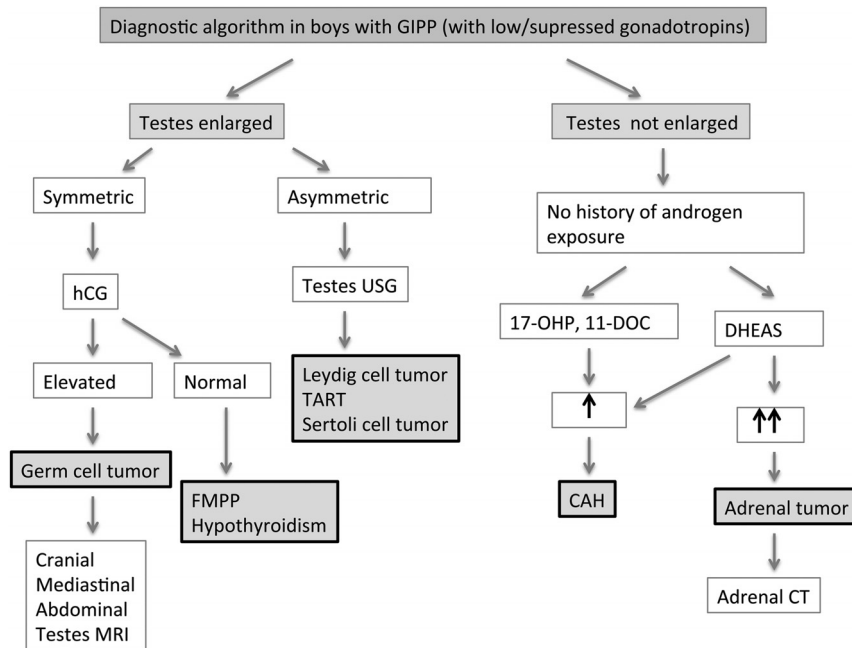 Diagnostic algorithm in boys with GIPP (with low/supressed gonadotropins)
Testes enlarged
Testes not enlarged
Symmetric
Asymmetric
No history of androgen
exposure
hCG
Testes USG
17-OHP, 11-DOC
DHEAS
Elevated
Normal
Leydig cell tumor
TART
Sertoli cell tumor
Germ cell tumor
FMPP
Hypothyroidism
CAH
Adrenal tumor
Cranial
Mediastinal
Abdominal
Testes MRI
Adrenal CT